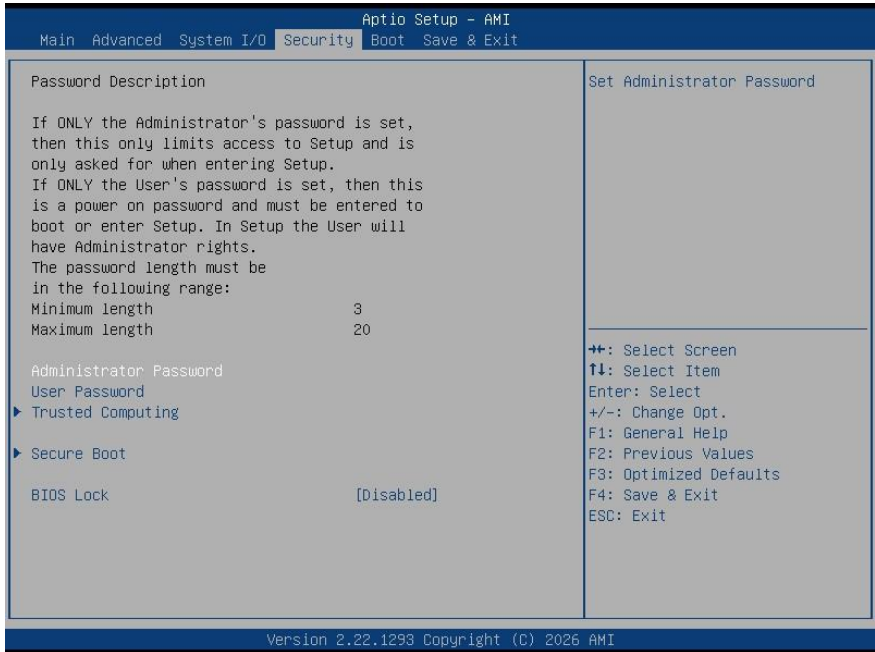 Aptio Setup - AMI
Main Advanced System I/O Security Boot Save & Exit
Password Description
If ONLY the Administrator's password is set,
then this only limits access to Setup and is
only asked for when entering Setup.
If ONLY the User's password is set, then this
is a power on password and must be entered to
boot or enter Setup. In Setup the User will
have Administrator rights.
The password length must be
in the following range:
Minimum length 3
Maximum length 20
Administrator Password
User Password
Trusted Computing
Secure Boot
BIOS Lock [Disabled]
Set Administrator Password
→←: Select Screen
↑↓: Select Item
Enter: Select
+/-: Change Opt.
F1: General Help
F2: Previous Values
F3: Optimized Defaults
F4: Save & Exit
ESC: Exit
Version 2.22.1293 Copyright (C) 2026 AMI